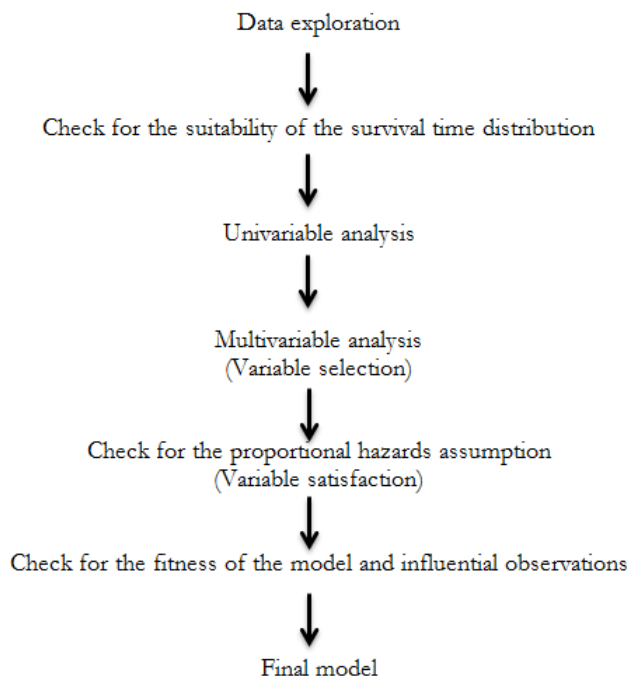 Data exploration
Check for the suitability of the survival time distribution
Univariable analysis
Multivariable analysis
(Variable selection)
Check for the proportional hazards assumption
(Variable satisfaction)
Check for the fitness of the model and influential observations
Final model